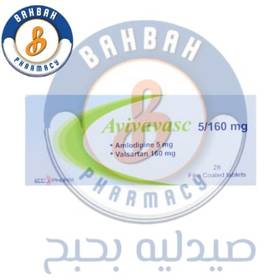 BAHBAH
PHARMACY
BAHBAH
Avivavasc 5/160 mg
• Amlodipine 5 mg
• Valsartan 160 mg
28
Film Coated Tablets
PHARMACY
صيدليه بحبح